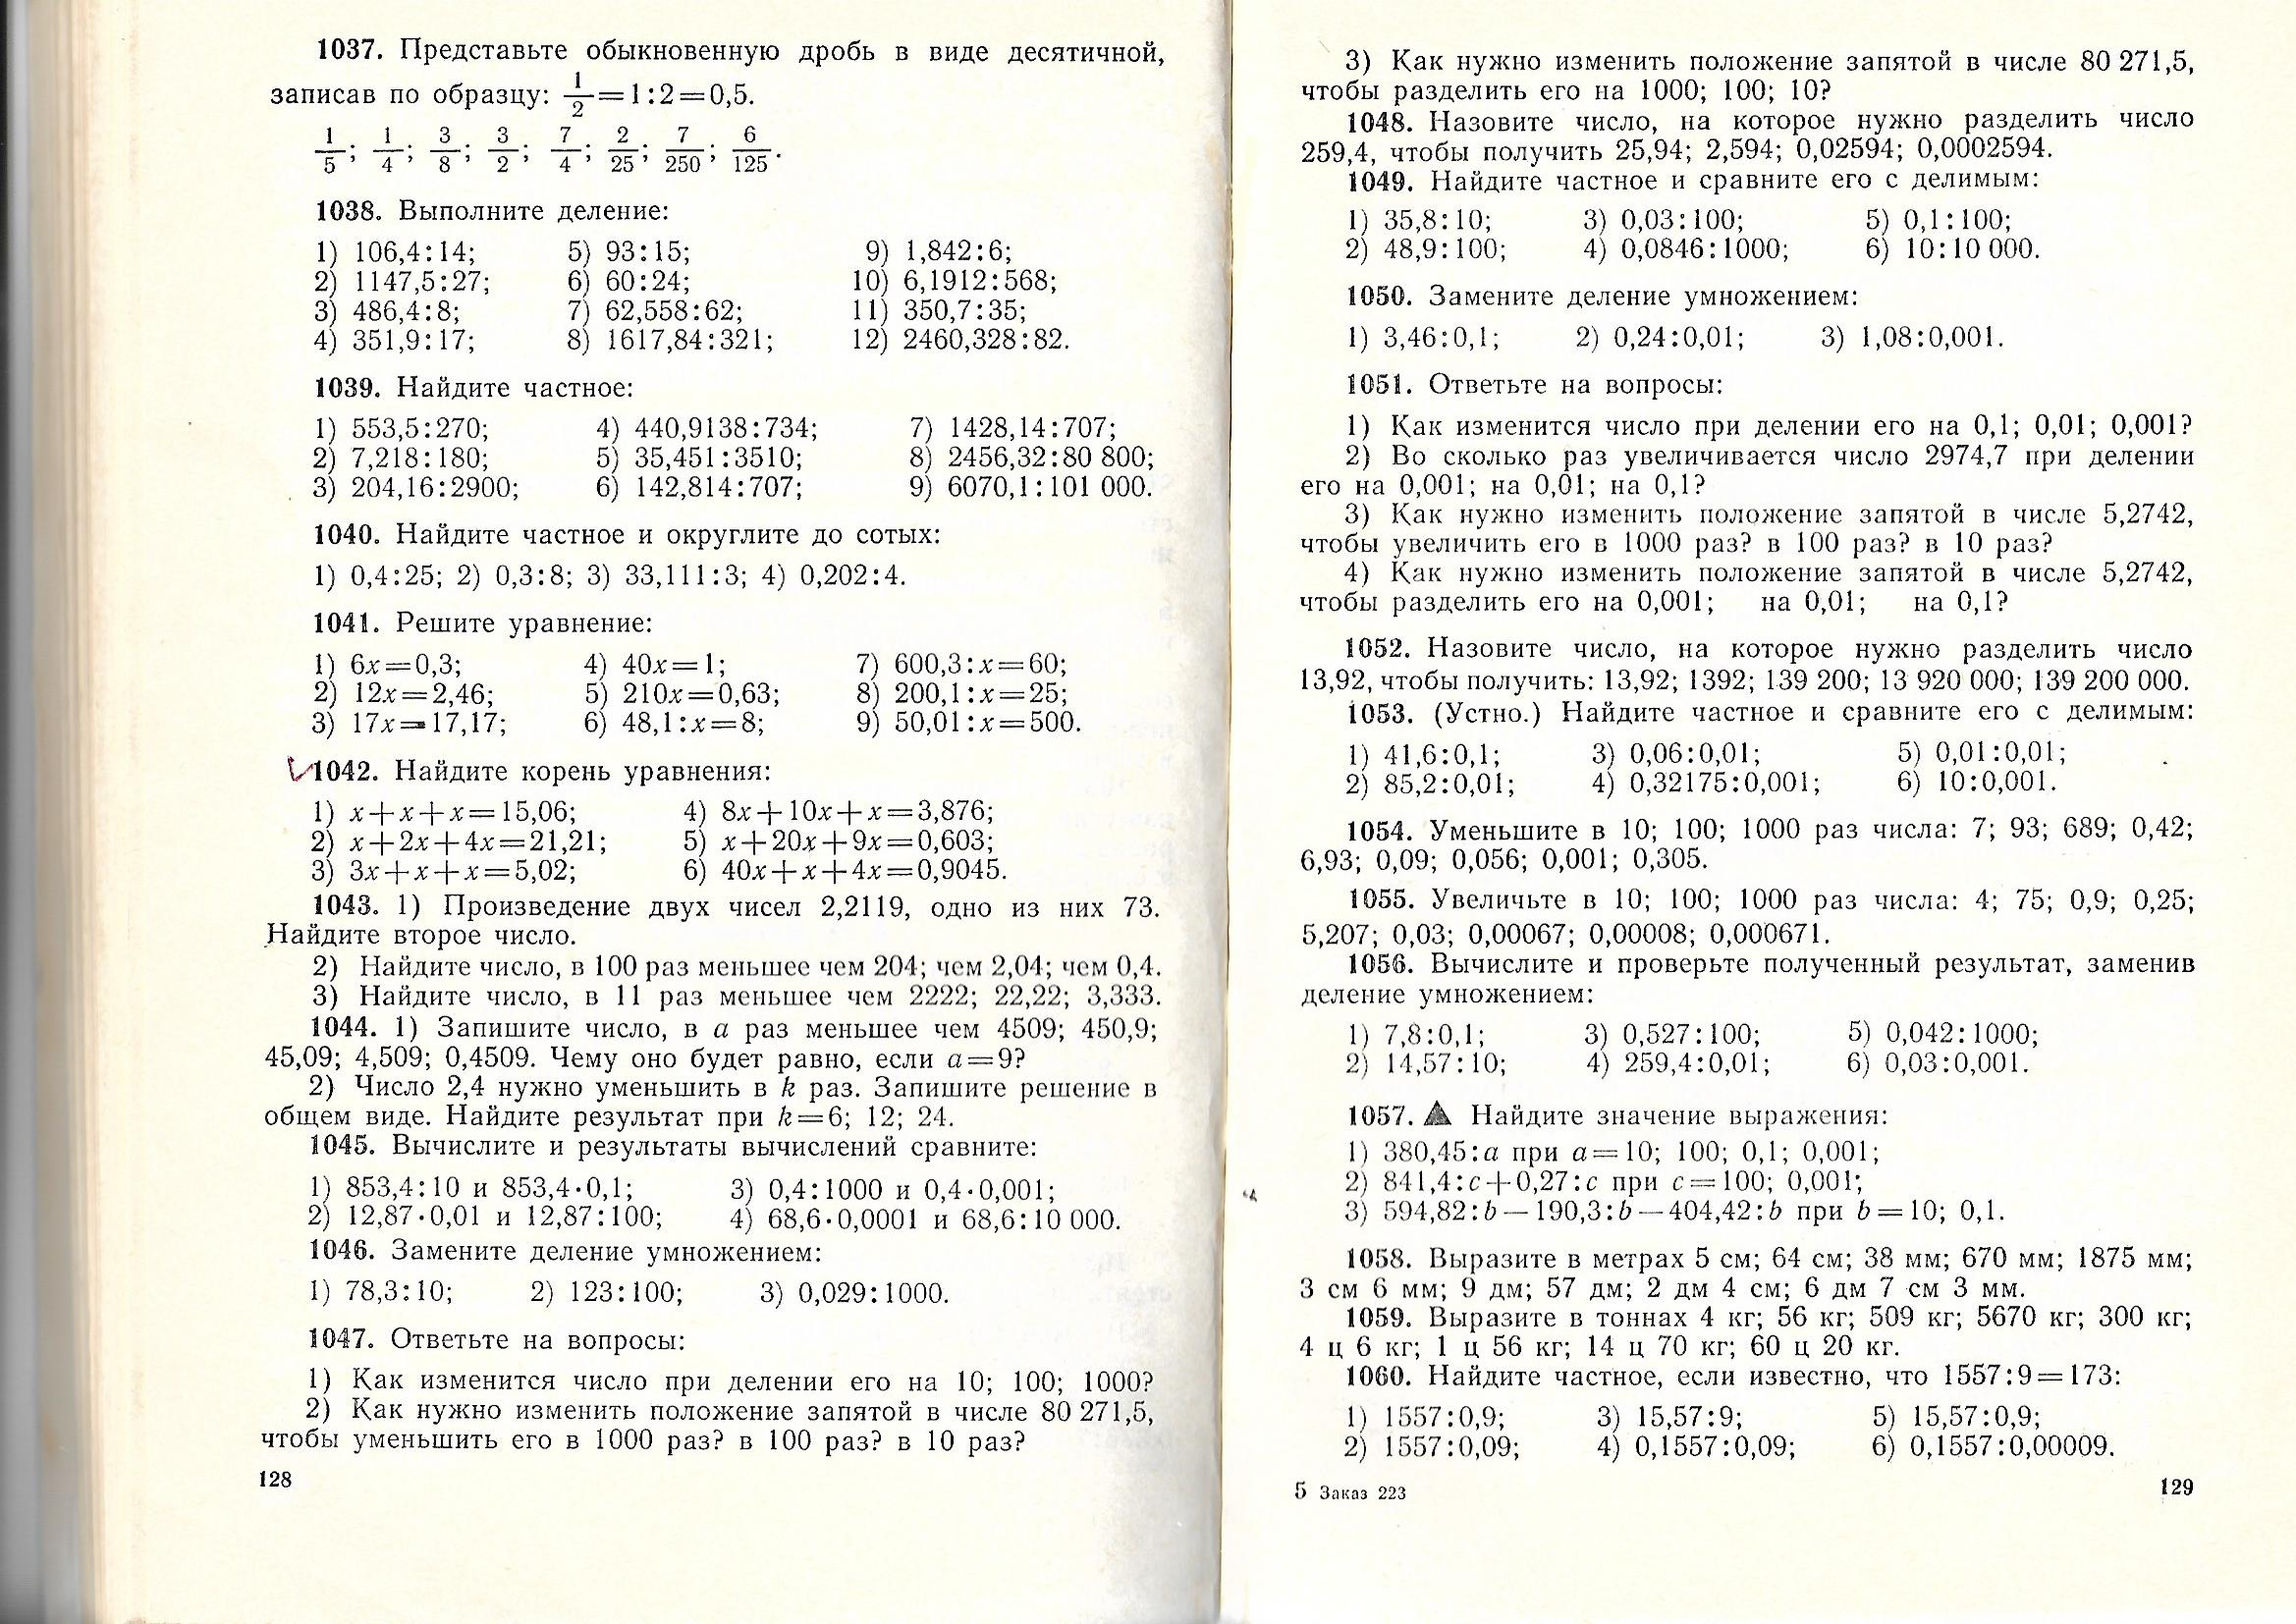 1037. Представьте обыкновенную дробь в виде десятичной,
записав по образцу: 1/2=1:2=0,5.
1/5; 1/4; 3/8; 3/2; 7/4; 2/25; 7/250; 6/125.
1038. Выполните деление:
1) 106,4:14; 5) 93:15; 9) 1,842:6;
2) 1147,5:27; 6) 60:24; 10) 6,1912:568;
3) 486,4:8; 7) 62,558:62; 11) 350,7:35;
4) 351,9:17; 8) 1617,84:321; 12) 2460,328:82.
1039. Найдите частное:
1) 553,5:270; 4) 440,9138:734; 7) 1428,14:707;
2) 7,218:180; 5) 35,451:3510; 8) 2456,32:80 800;
3) 204,16:2900; 6) 142,814:707; 9) 6070,1:101 000.
1040. Найдите частное и округлите до сотых:
1) 0,4:25; 2) 0,3:8; 3) 33,111:3; 4) 0,202:4.
1041. Решите уравнение:
1) 6x=0,3; 4) 40x=1; 7) 600,3:x=60;
2) 12x=2,46; 5) 210x=0,63; 8) 200,1:x=25;
3) 17x=17,17; 6) 48,1:x=8; 9) 50,01:x=500.
1042. Найдите корень уравнения:
1) x+x+x=15,06; 4) 8x+10x+x=3,876;
2) x+2x+4x=21,21; 5) x+20x+9x=0,603;
3) 3x+x+x=5,02; 6) 40x+x+4x=0,9045.
1043. 1) Произведение двух чисел 2,2119, одно из них 73.
Найдите второе число.
2) Найдите число, в 100 раз меньшее чем 204; чем 2,04; чем 0,4.
3) Найдите число, в 11 раз меньшее чем 2222; 22,22; 3,333.
1044. 1) Запишите число, в a раз меньшее чем 4509; 450,9;
45,09; 4,509; 0,4509. Чему оно будет равно, если a=9?
2) Число 2,4 нужно уменьшить в k раз. Запишите решение в
общем виде. Найдите результат при k=6; 12; 24.
1045. Вычислите и результаты вычислений сравните:
1) 853,4:10 и 853,4·0,1; 3) 0,4:1000 и 0,4·0,001;
2) 12,87·0,01 и 12,87:100; 4) 68,6·0,0001 и 68,6:10 000.
1046. Замените деление умножением:
1) 78,3:10; 2) 123:100; 3) 0,029:1000.
1047. Ответьте на вопросы:
1) Как изменится число при делении его на 10; 100; 1000?
2) Как нужно изменить положение запятой в числе 80 271,5,
чтобы уменьшить его в 1000 раз? в 100 раз? в 10 раз?
128
3) Как нужно изменить положение запятой в числе 80 271,5,
чтобы разделить его на 1000; 100; 10?
1048. Назовите число, на которое нужно разделить число
259,4, чтобы получить 25,94; 2,594; 0,02594; 0,0002594.
1049. Найдите частное и сравните его с делимым:
1) 35,8:10; 3) 0,03:100; 5) 0,1:100;
2) 48,9:100; 4) 0,0846:1000; 6) 10:10 000.
1050. Замените деление умножением:
1) 3,46:0,1; 2) 0,24:0,01; 3) 1,08:0,001.
1051. Ответьте на вопросы:
1) Как изменится число при делении его на 0,1; 0,01; 0,001?
2) Во сколько раз увеличивается число 2974,7 при делении
его на 0,001; на 0,01; на 0,1?
3) Как нужно изменить положение запятой в числе 5,2742,
чтобы увеличить его в 1000 раз? в 100 раз? в 10 раз?
4) Как нужно изменить положение запятой в числе 5,2742,
чтобы разделить его на 0,001; на 0,01; на 0,1?
1052. Назовите число, на которое нужно разделить число
13,92, чтобы получить: 13,92; 1392; 139 200; 13 920 000; 139 200 000.
1053. (Устно.) Найдите частное и сравните его с делимым:
1) 41,6:0,1; 3) 0,06:0,01; 5) 0,01:0,01;
2) 85,2:0,01; 4) 0,32175:0,001; 6) 10:0,001.
1054. Уменьшите в 10; 100; 1000 раз числа: 7; 93; 689; 0,42;
6,93; 0,09; 0,056; 0,001; 0,305.
1055. Увеличьте в 10; 100; 1000 раз числа: 4; 75; 0,9; 0,25;
5,207; 0,03; 0,00067; 0,00008; 0,000671.
1056. Вычислите и проверьте полученный результат, заменив
деление умножением:
1) 7,8:0,1; 3) 0,527:100; 5) 0,042:1000;
2) 14,57:10; 4) 259,4:0,01; 6) 0,03:0,001.
1057. Найдите значение выражения:
1) 380,45:a при a=10; 100; 0,1; 0,001;
2) 841,4:c+0,27:c при c=100; 0,001;
3) 594,82:b—190,3:b—404,42:b при b=10; 0,1.
1058. Выразите в метрах 5 см; 64 см; 38 мм; 670 мм; 1875 мм;
3 см 6 мм; 9 дм; 57 дм; 2 дм 4 см; 6 дм 7 см 3 мм.
1059. Выразите в тоннах 4 кг; 56 кг; 509 кг; 5670 кг; 300 кг;
4 ц 6 кг; 1 ц 56 кг; 14 ц 70 кг; 60 ц 20 кг.
1060. Найдите частное, если известно, что 1557:9=173:
1) 1557:0,9; 3) 15,57:9; 5) 15,57:0,9;
2) 1557:0,09; 4) 0,1557:0,09; 6) 0,1557:0,00009.
5 Заказ 223
129